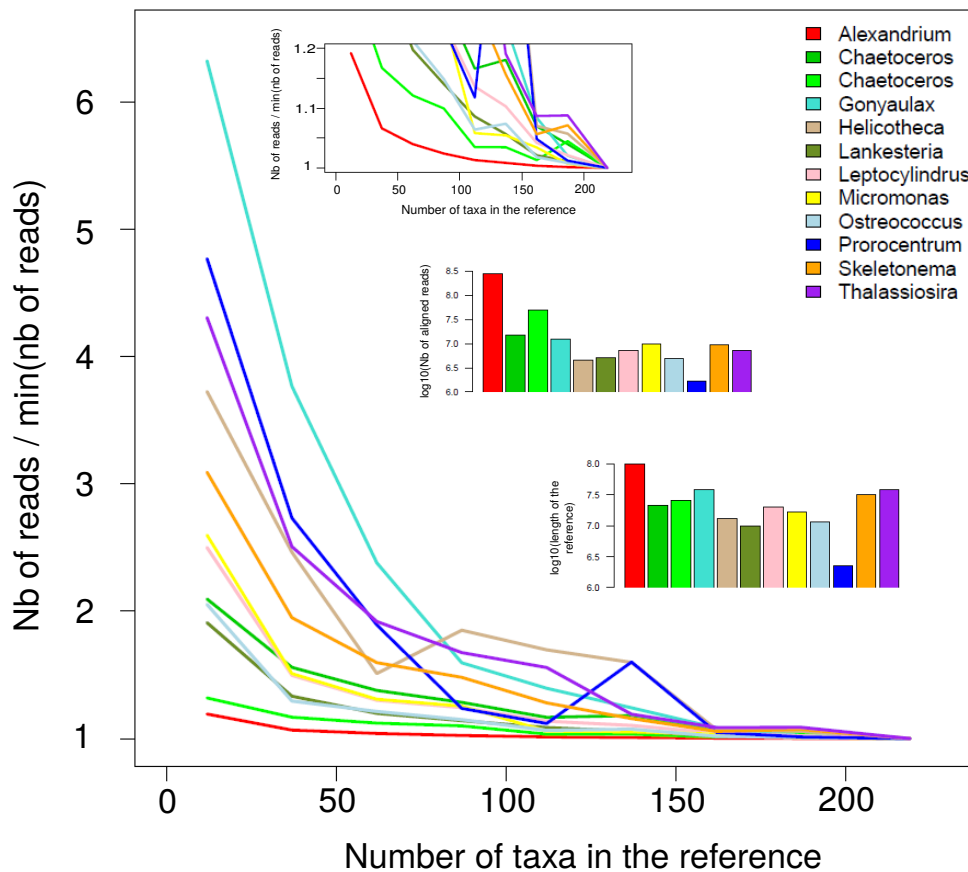 Nb of reads / min(nb of reads)
6
5
4
3
2
1
0
50
100
150
200
Number of taxa in the reference
Nb of reads / min(nb of reads)
1.2
1.1
1
0
50
100
150
200
Number of taxa in the reference
Alexandrium
Chaetoceros
Chaetoceros
Gonyaulax
Helicotheca
Lankesteria
Leptocylindrus
Micromonas
Ostreococcus
Prorocentrum
Skeletonema
Thalassiosira
log10(Nb of aligned reads)
8.5
8.0
7.5
7.0
6.5
6.0
log10(length of the
reference)
8.0
7.5
7.0
6.5
6.0